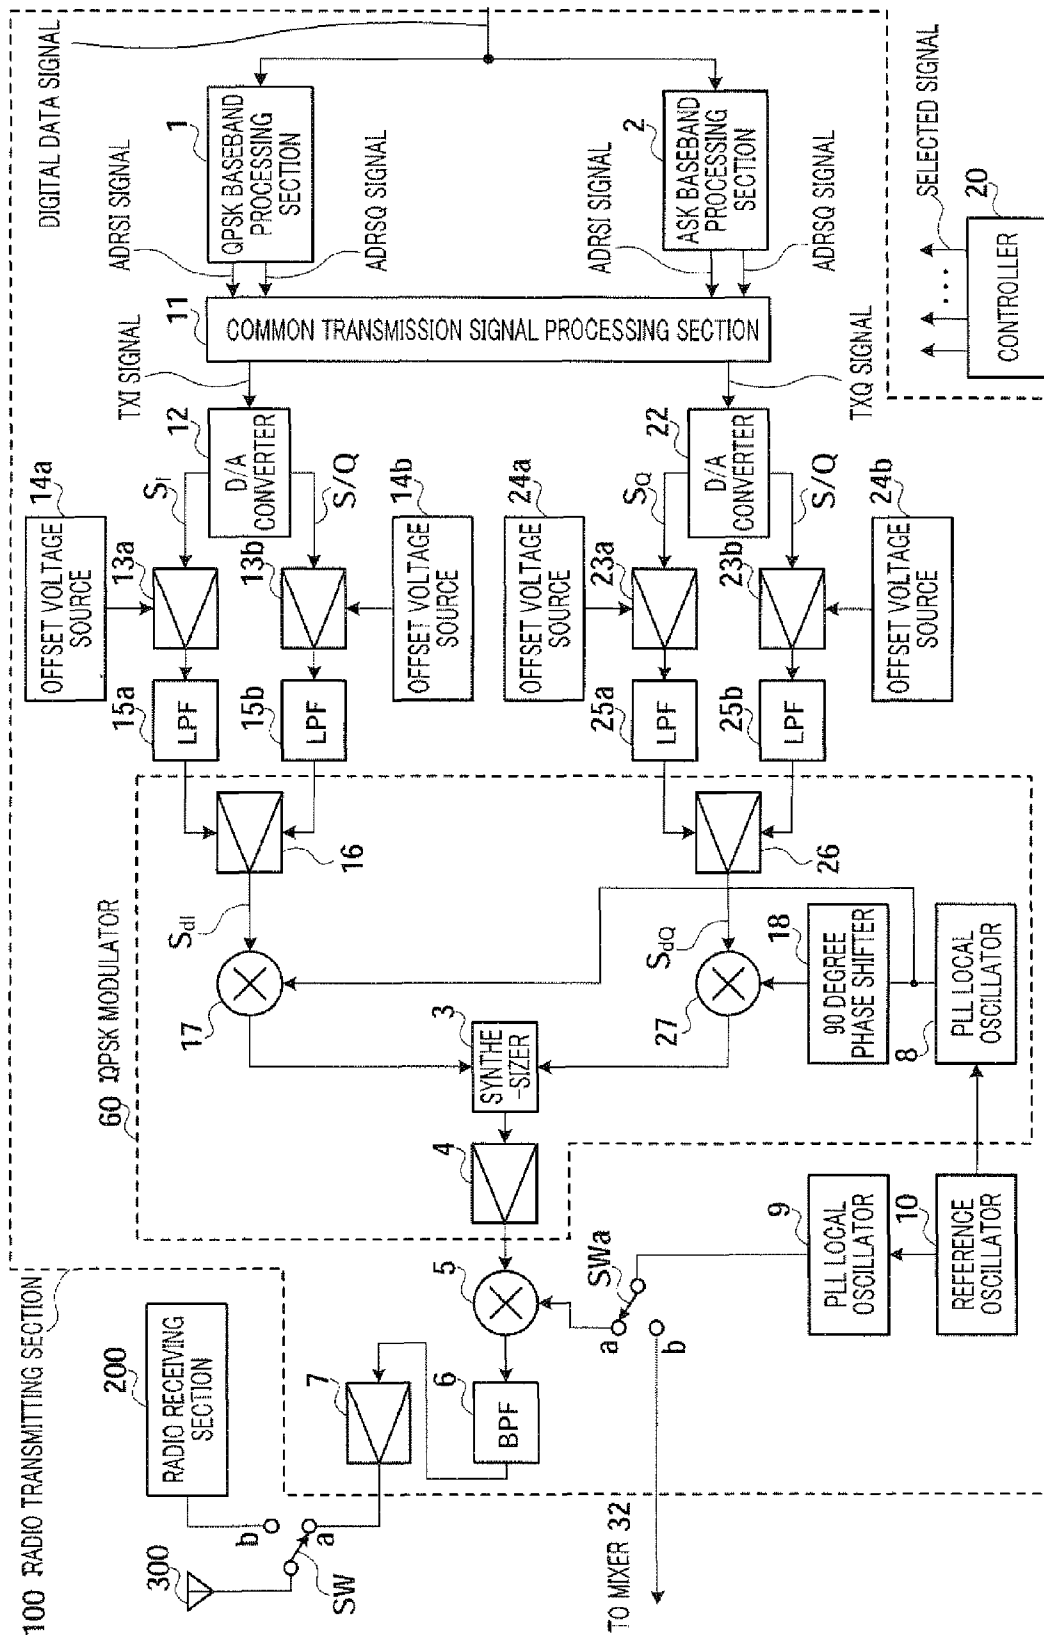 100 RADIO TRANSMITTING SECTION
300
SW
a
b
200
RADIO RECEIVING
SECTION
TO MIXER 32
7
6
BPF
5
SWa
a
b
9
PLL LOCAL
OSCILLATOR
10
REFERENCE
OSCILLATOR
60 QPSK MODULATOR
4
3
SYNTHE
-SIZER
17
27
18
90 DEGREE
PHASE SHIFTER
8
PLL LOCAL
OSCILLATOR
SdI
SdQ
16
26
15a
LPF
15b
LPF
25a
LPF
25b
LPF
14a
OFFSET VOLTAGE
SOURCE
13a
13b
14b
OFFSET VOLTAGE
SOURCE
24a
OFFSET VOLTAGE
SOURCE
23a
23b
24b
OFFSET VOLTAGE
SOURCE
SI
S/Q
SQ
S/Q
12
D/A
CONVERTER
22
D/A
CONVERTER
TXI SIGNAL
TXQ SIGNAL
11
COMMON TRANSMISSION SIGNAL PROCESSING SECTION
ADRSI SIGNAL
ADRSQ SIGNAL
ADRSI SIGNAL
ADRSQ SIGNAL
1
QPSK BASEBAND
PROCESSING
SECTION
2
ASK BASEBAND
PROCESSING
SECTION
DIGITAL DATA SIGNAL
SELECTED SIGNAL
20
CONTROLLER